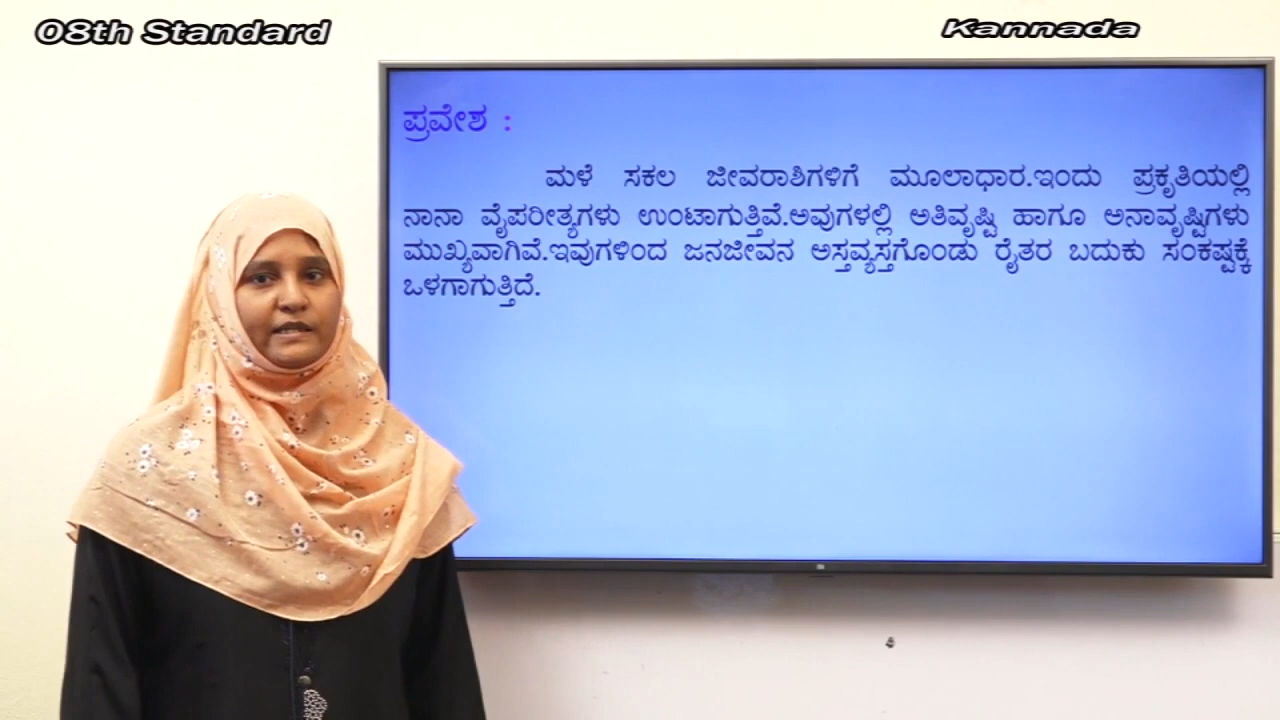 08th Standard
Kannada
ಪ್ರವೇಶ :
ಮಳೆ ಸಕಲ ಜೀವರಾಶಿಗಳಿಗೆ ಮೂಲಾಧಾರ.ಇಂದು ಪ್ರಕೃತಿಯಲ್ಲಿ
ನಾನಾ ವೈಪರೀತ್ಯಗಳು ಉಂಟಾಗುತ್ತಿವೆ.ಅವುಗಳಲ್ಲಿ ಅತಿವೃಷ್ಟಿ ಹಾಗೂ ಅನಾವೃಷ್ಟಿಗಳು
ಮುಖ್ಯವಾಗಿವೆ.ಇವುಗಳಿಂದ ಜನಜೀವನ ಅಸ್ತವ್ಯಸ್ತಗೊಂಡು ರೈತರ ಬದುಕು ಸಂಕಷ್ಟಕ್ಕೆ
ಒಳಗಾಗುತ್ತಿದೆ.